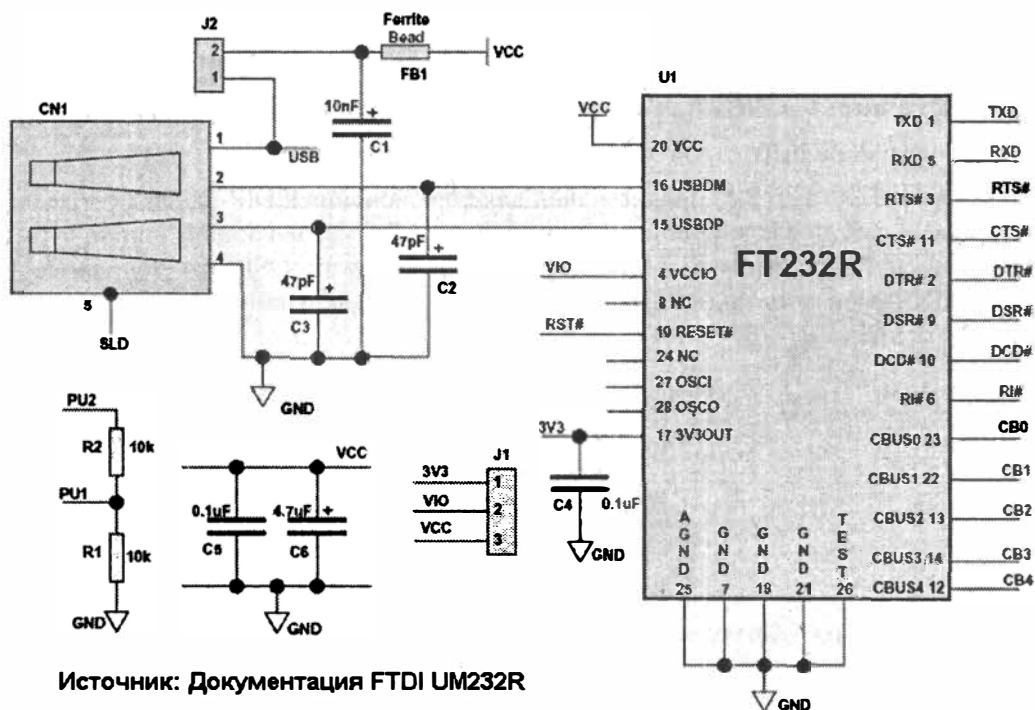 J2
2
1
Ferrite
Bead
FB1
VCC
10nF +
C1
CN1
1
USB
2
3
4
5
SLD
47pF +
C2
47pF +
C3
GND
U1
VCC
20 VCC
16 USBDM
15 USBDP
VIO
4 VCCIO
8 NC
RST#
19 RESET#
24 NC
27 OSCI
28 OSCO
3V3
17 3V3OUT
C4
0.1uF
GND
FT232R
TXD 1 TXD
RXD 5 RXD
RTS# 3 RTS#
CTS# 11 CTS#
DTR# 2 DTR#
DSR# 9 DSR#
DCD# 10 DCD#
RI# 6 RI#
CBUS0 23 CB0
CBUS1 22 CB1
CBUS2 13 CB2
CBUS3 14 CB3
CBUS4 12 CB4
AGND GND GND GND TEST
25 7 18 21 26
GND
PU2
R2 10k
PU1
R1 10k
GND
VCC
0.1uF
C5
4.7uF +
C6
GND
J1
3V3 1
VIO 2
VCC 3
Источник: Документация FTDI UM232R